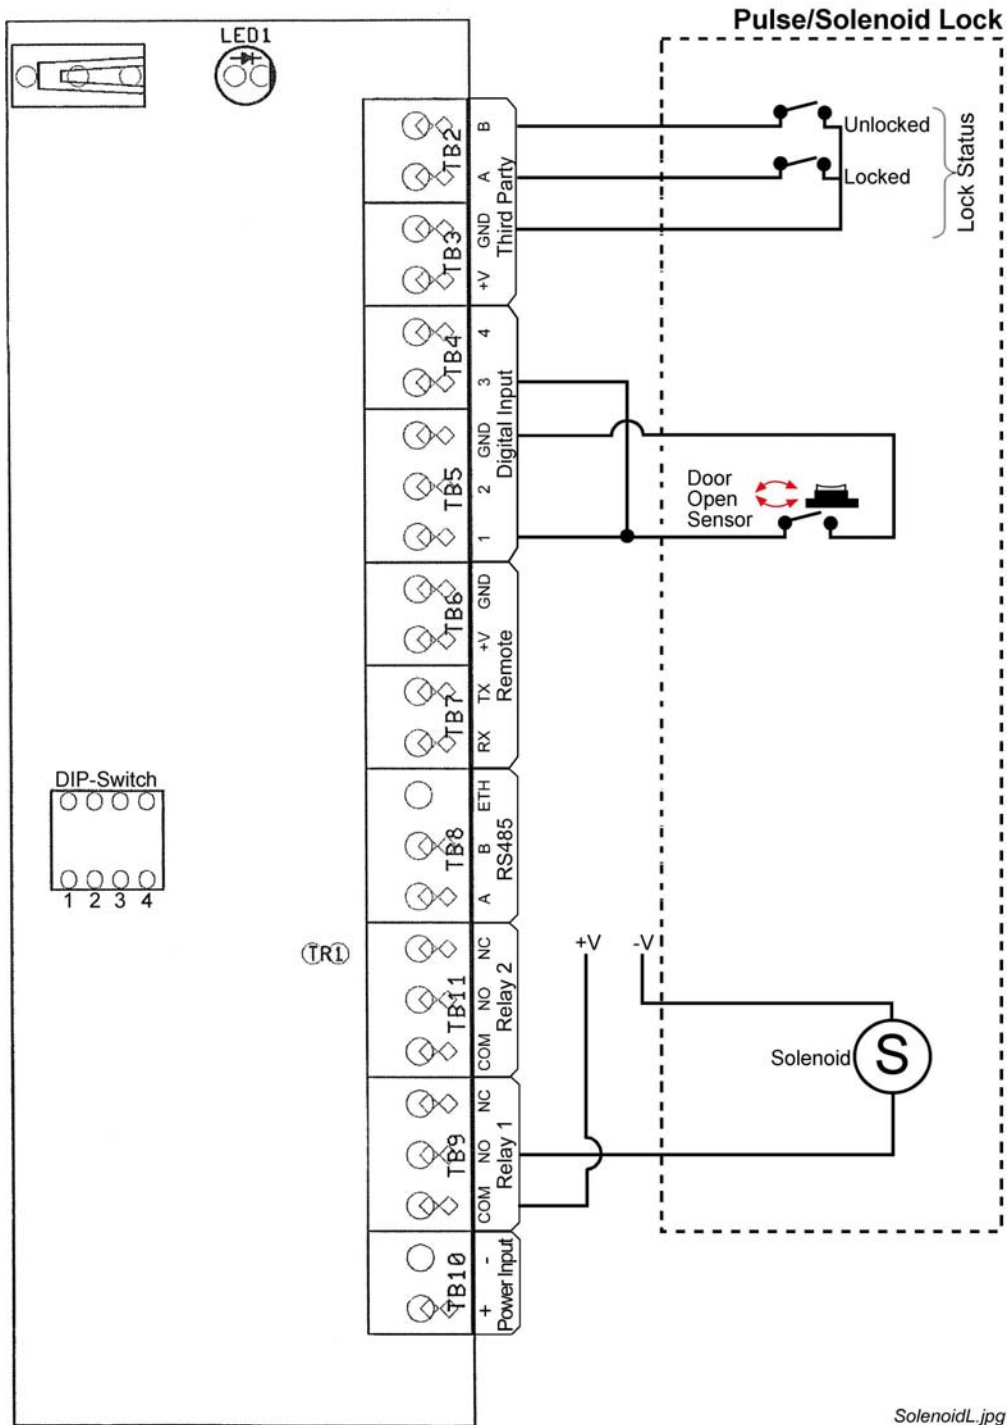 Pulse/Solenoid Lock
LED1
TB2
B
A
Third Party
TB3
GND
+V
Unlocked
Locked
Lock Status
TB4
4
3
Digital Input
TB5
GND
2
1
Door
Open
Sensor
TB6
GND
+V
Remote
TB7
TX
RX
DIP-Switch
1 2 3 4
TB8
ETH
B
A
RS485
TR1
TB11
NC
NO
COM
Relay 2
+V -V
Solenoid
S
TB9
NC
NO
COM
Relay 1
TB10
-
+
Power Input
SolenoidL.jpg